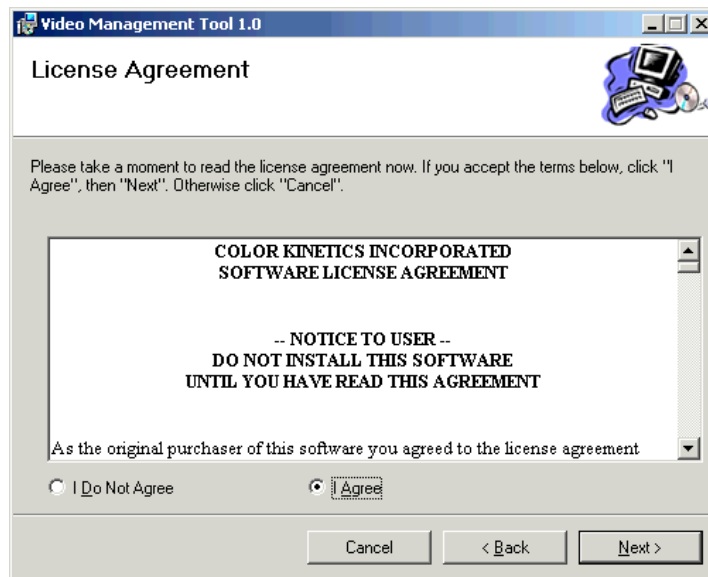 Video Management Tool 1.0
License Agreement
Please take a moment to read the license agreement now. If you accept the terms below, click "I
Agree", then "Next". Otherwise click "Cancel".
COLOR KINETICS INCORPORATED
SOFTWARE LICENSE AGREEMENT
-- NOTICE TO USER --
DO NOT INSTALL THIS SOFTWARE
UNTIL YOU HAVE READ THIS AGREEMENT
As the original purchaser of this software you agreed to the license agreement
I Do Not Agree
I Agree
Cancel
< Back
Next >